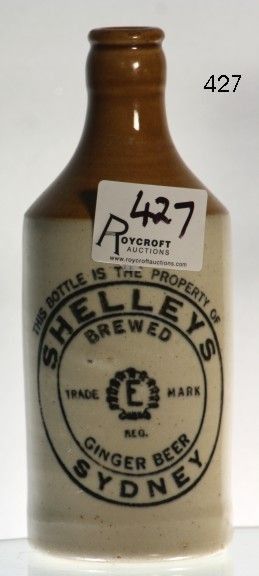 427
427
ROYCROFT
AUCTIONS
www.roycroftauctions.com
THIS BOTTLE IS THE PROPERTY OF
SHELLEYS
BREWED
E
TRADE MARK
REG.
GINGER BEER
SYDNEY